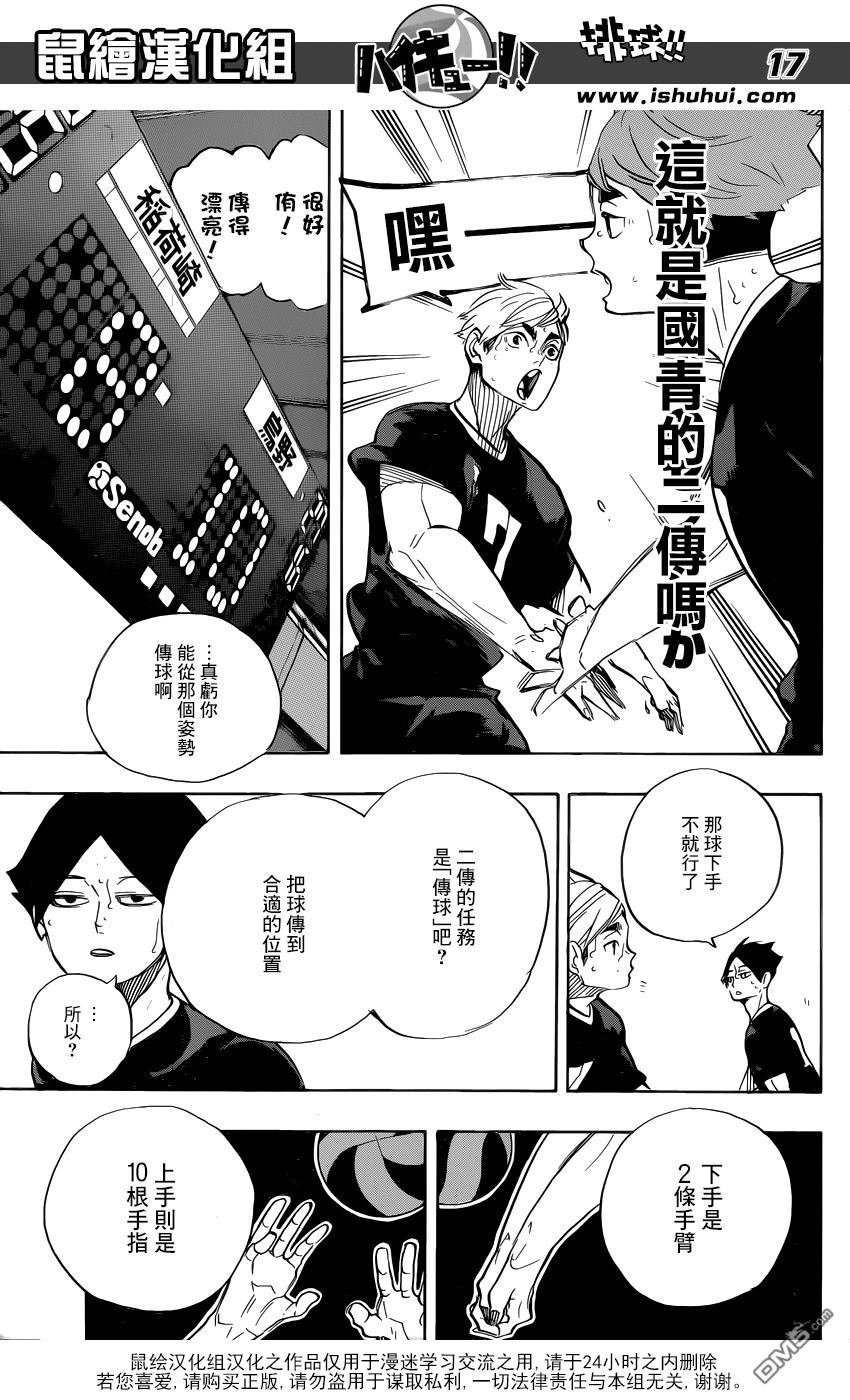 鼠繪漢化組
ハイキュー!!
排球!!
17
www.ishuhui.com
這就是國青的二傳嗎か
嘿——
很好
侑!
傳得
漂亮!
稲荷崎
烏野
Senoh
…真虧你
能從那個姿勢
傳球啊
那球下手
不就行了
二傳的任務
是「傳球」吧?
把球傳到
合適的位置
…
所以?
下手是
2條手臂
上手則是
10根手指
鼠绘汉化组汉化之作品仅用于漫迷学习交流之用, 请于24小时之内删除
若您喜爱, 请购买正版, 请勿用于谋取私利, 一切法律责任与本组无关, 谢谢.
DM5.com